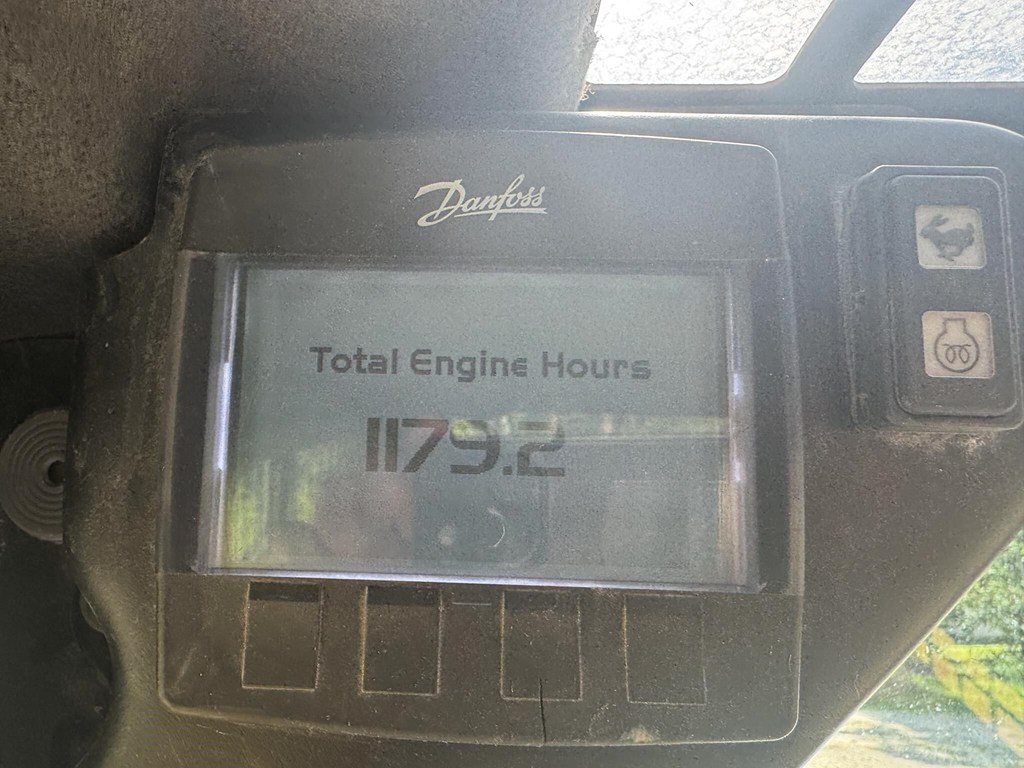 Danfoss
Total Engine Hours
1179.2